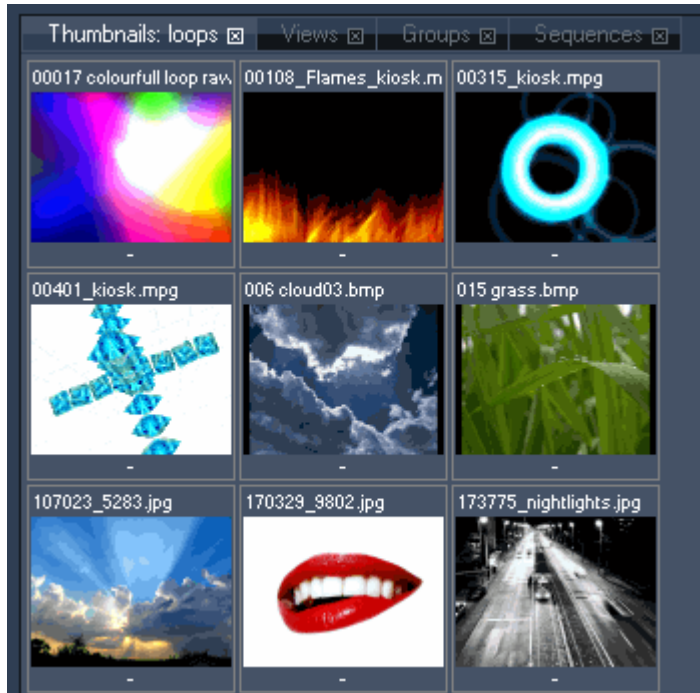 Thumbnails: loops Views Groups Sequences
00017 colourfull loop raw 00108_Flames_kiosk.m 00315_kiosk.mpg
- - -
00401_kiosk.mpg 006 cloud03.bmp 015 grass.bmp
- - -
107023_5283.jpg 170329_9802.jpg 173775_nightlights.jpg
- - -